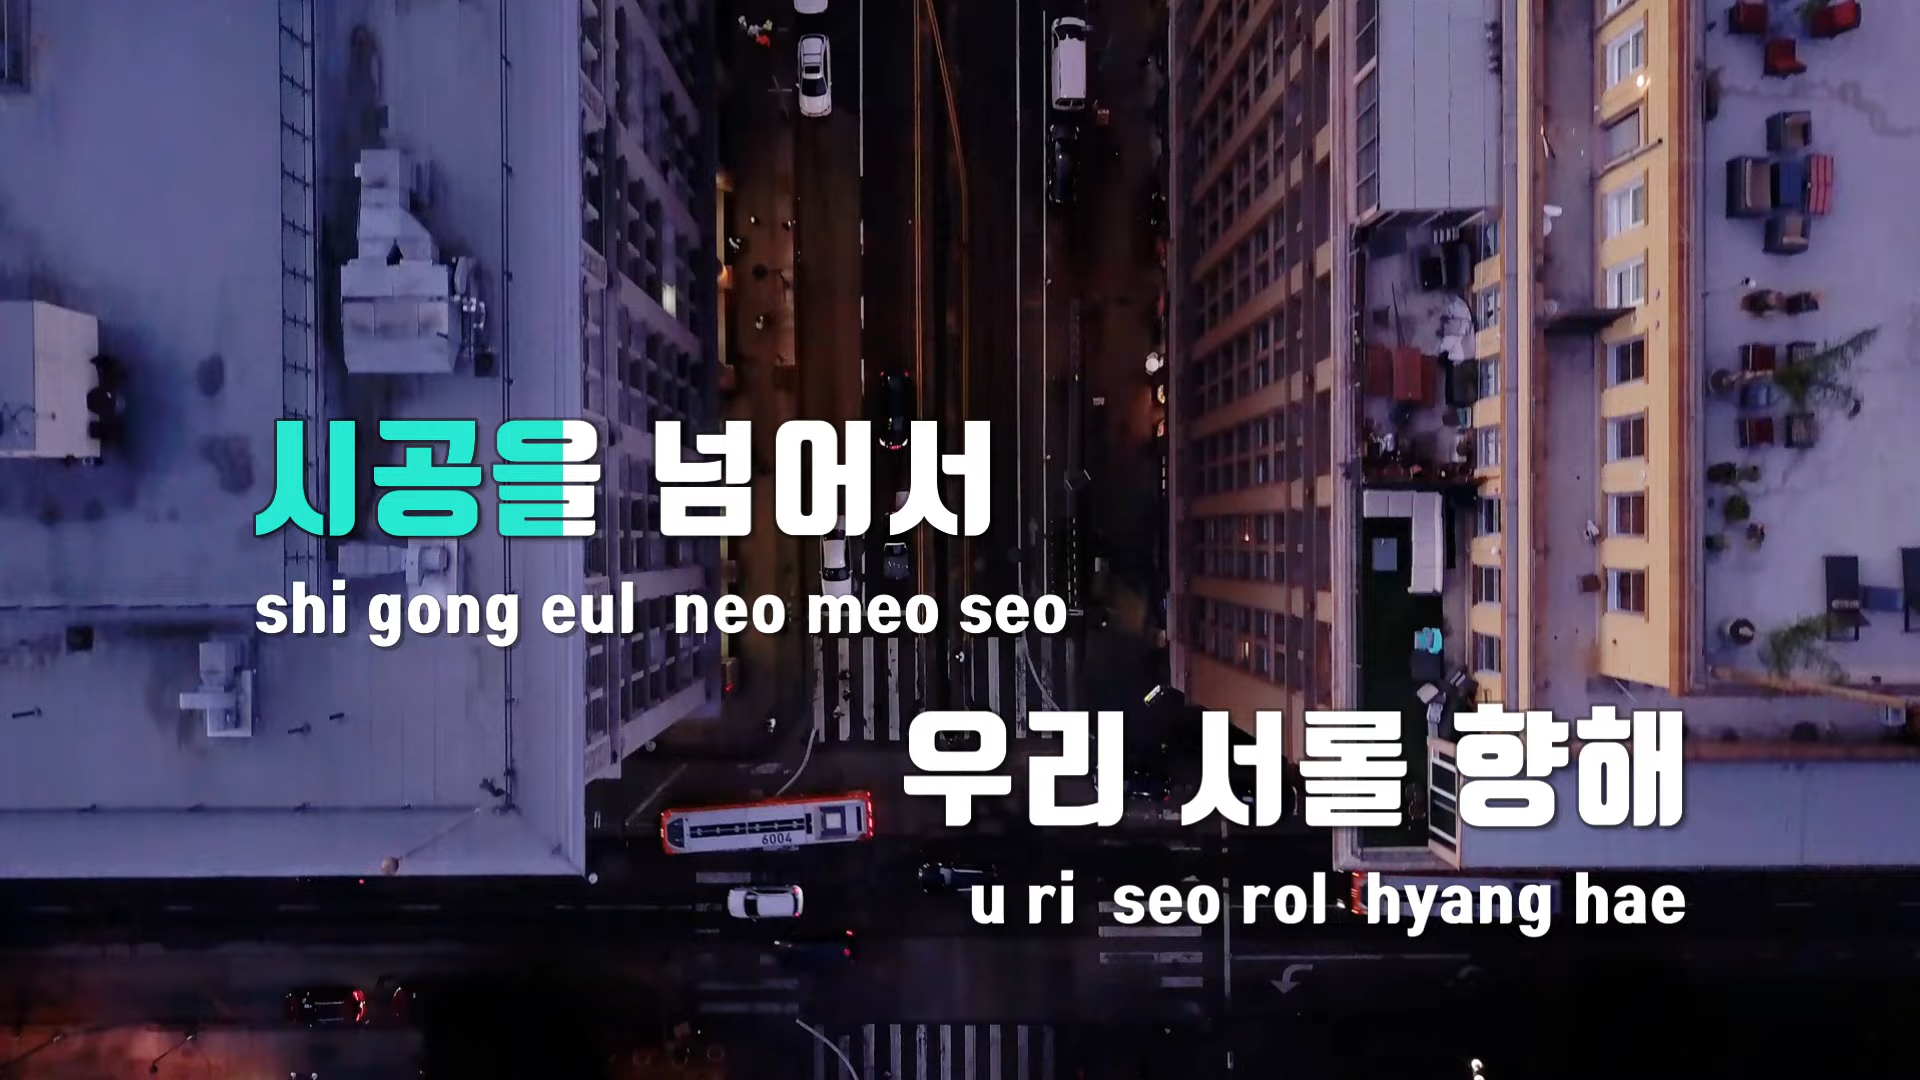 시공을 넘어서
shi gong eul neo meo seo
우리 서롤 향해
u ri seo rol hyang hae
6004